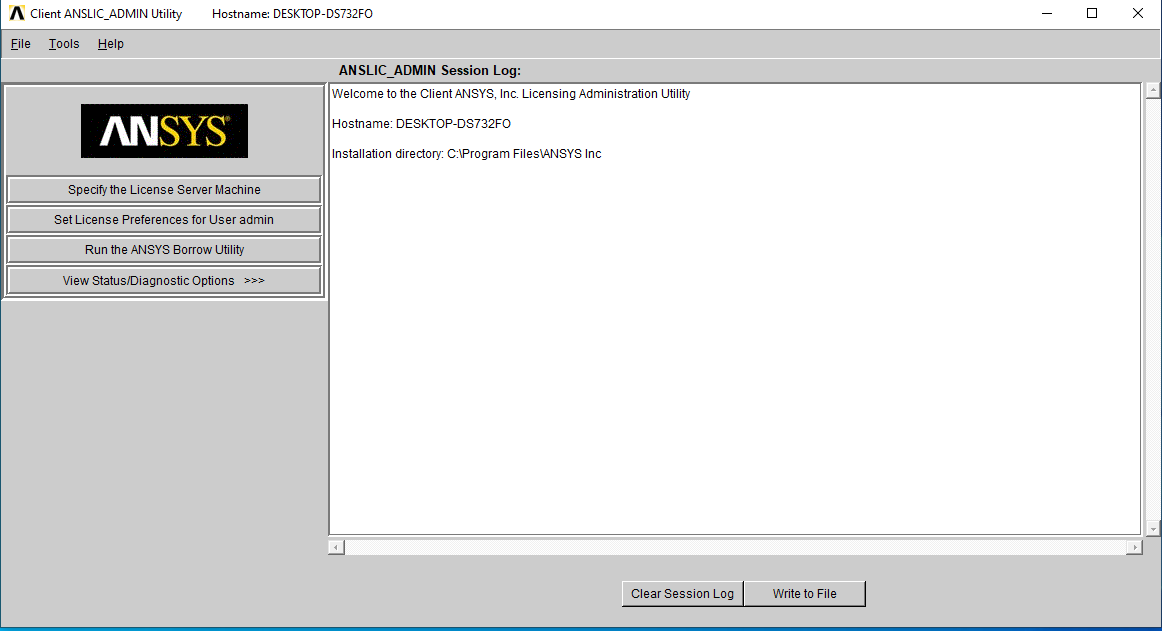 Client ANSLIC_ADMIN Utility Hostname: DESKTOP-DS732FO
File Tools Help
ANSLIC_ADMIN Session Log:
ANSYS®
Specify the License Server Machine
Set License Preferences for User admin
Run the ANSYS Borrow Utility
View Status/Diagnostic Options >>>
Welcome to the Client ANSYS, Inc. Licensing Administration Utility
Hostname: DESKTOP-DS732FO
Installation directory: C:\Program Files\ANSYS Inc
Clear Session Log Write to File